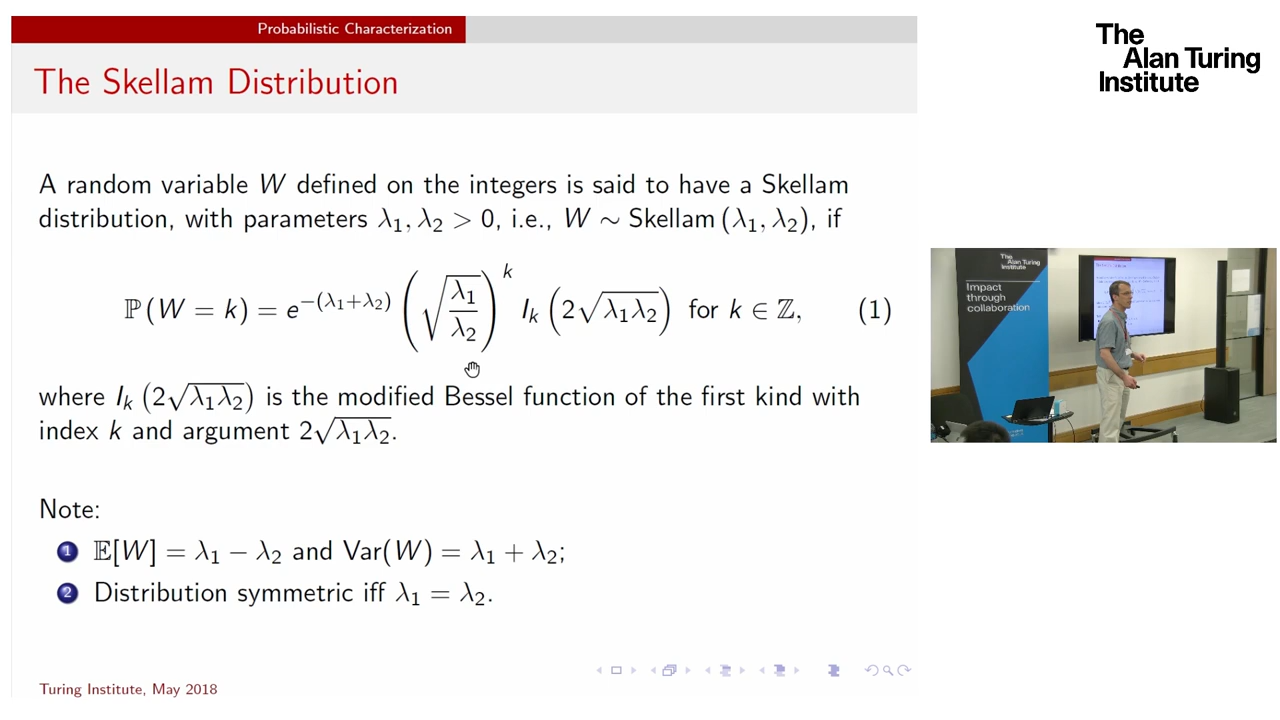 Probabilistic Characterization
The Skellam Distribution
A random variable W defined on the integers is said to have a Skellam
distribution, with parameters λ₁, λ₂ > 0, i.e., W ∼ Skellam (λ₁, λ₂), if
ℙ(W = k) = e^{−(λ₁+λ₂)} (√(λ₁/λ₂))^k I_k (2√(λ₁λ₂)) for k ∈ ℤ, (1)
where I_k (2√(λ₁λ₂)) is the modified Bessel function of the first kind with
index k and argument 2√(λ₁λ₂).
Note:
1 𝔼[W] = λ₁ − λ₂ and Var(W) = λ₁ + λ₂;
2 Distribution symmetric iff λ₁ = λ₂.
Turing Institute, May 2018
The
Alan Turing
Institute
The
Alan Turing
Institute
Impact
through
collaboration